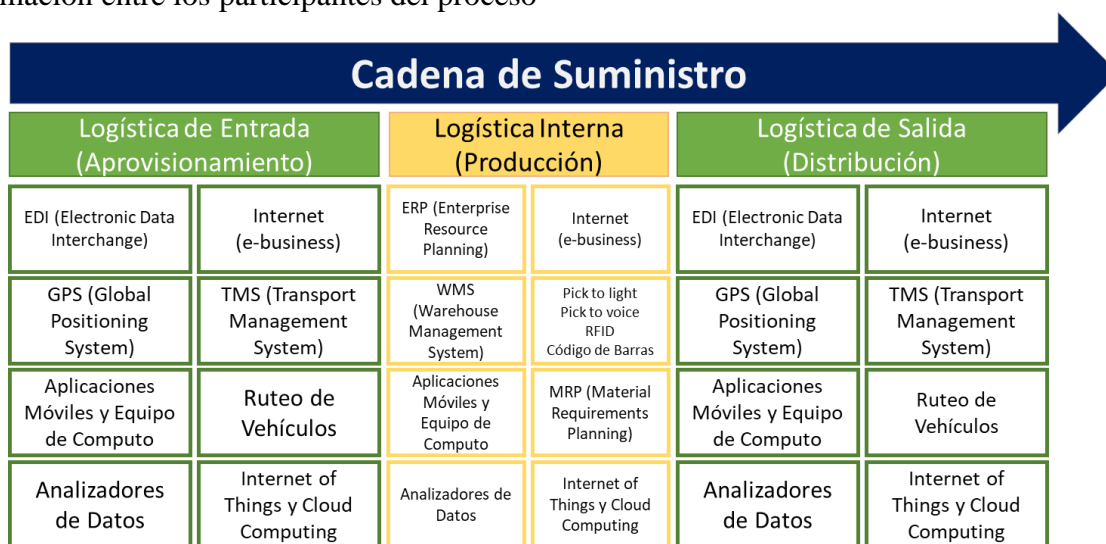 entre los participantes del proceso
Cadena de Suministro
Logística de Entrada
(Aprovisionamiento)
Logística Interna
(Producción)
Logística de Salida
(Distribución)
EDI (Electronic Data
Interchange)
Internet
(e-business)
ERP (Enterprise
Resource
Planning)
Internet
(e-business)
EDI (Electronic Data
Interchange)
Internet
(e-business)
GPS (Global
Positioning
System)
TMS (Transport
Management
System)
WMS
(Warehouse
Management
System)
Pick to light
Pick to voice
RFID
Código de Barras
GPS (Global
Positioning
System)
TMS (Transport
Management
System)
Aplicaciones
Móviles y Equipo
de Computo
Ruteo de
Vehículos
Aplicaciones
Móviles y
Equipo de
Computo
MRP (Material
Requirements
Planning)
Aplicaciones
Móviles y Equipo
de Computo
Ruteo de
Vehículos
Analizadores
de Datos
Internet of
Things y Cloud
Computing
Analizadores de
Datos
Internet of
Things y Cloud
Computing
Analizadores
de Datos
Internet of
Things y Cloud
Computing